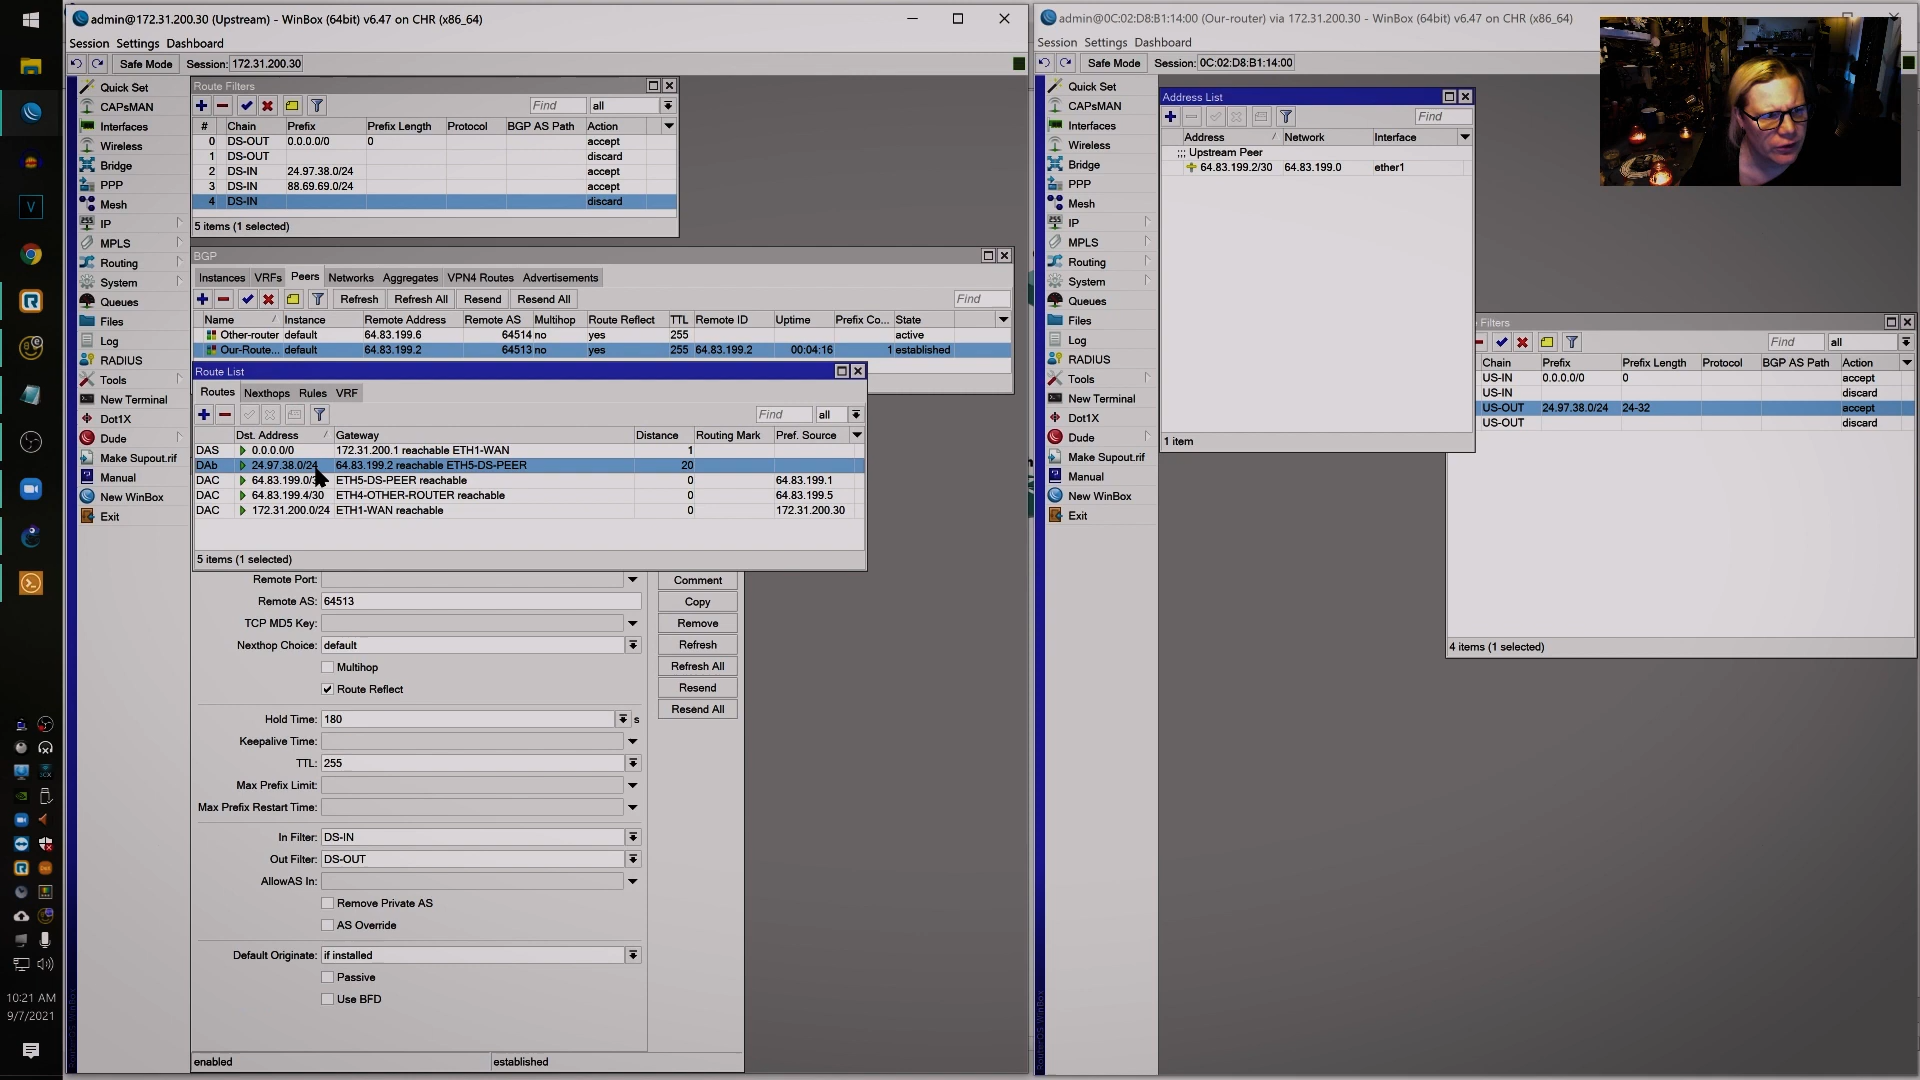 admin@172.31.200.30 (Upstream) - WinBox (64bit) v6.47 on CHR (x86_64)
Session Settings Dashboard
Safe Mode Session: 172.31.200.30
Quick Set
CAPsMAN
Interfaces
Wireless
Bridge
PPP
Mesh
IP
MPLS
Routing
System
Queues
Files
Log
RADIUS
Tools
New Terminal
Dot1X
Dude
Make Supout.rif
Manual
New WinBox
Exit
Route Filters
Find all
# Chain Prefix Prefix Length Protocol BGP AS Path Action
0 DS-OUT 0.0.0.0/0 0 accept
1 DS-OUT discard
2 DS-IN 24.97.38.0/24 accept
3 DS-IN 88.69.69.0/24 accept
4 DS-IN discard
5 items (1 selected)
BGP
Instances VRFs Peers Networks Aggregates VPN4 Routes Advertisements
Refresh Refresh All Resend Resend All Find
Name Instance Remote Address Remote AS Multihop Route Reflect TTL Remote ID Uptime Prefix Co... State
Other-router default 64.83.199.6 64514 no yes 255 active
Our-Route... default 64.83.199.2 64513 no yes 255 64.83.199.2 00:04:16 1 established
Route List
Routes Nexthops Rules VRF
Find all
Dst. Address Gateway Distance Routing Mark Pref. Source
DAS 0.0.0.0/0 172.31.200.1 reachable ETH1-WAN 1
DAb 24.97.38.0/24 64.83.199.2 reachable ETH5-DS-PEER 20
DAC 64.83.199.0/3 ETH5-DS-PEER reachable 0 64.83.199.1
DAC 64.83.199.4/30 ETH4-OTHER-ROUTER reachable 0 64.83.199.5
DAC 172.31.200.0/24 ETH1-WAN reachable 0 172.31.200.30
5 items (1 selected)
Remote Port:
Remote AS: 64513
TCP MD5 Key:
Nexthop Choice: default
Multihop
Route Reflect
Hold Time: 180 s
Keepalive Time:
TTL: 255
Max Prefix Limit:
Max Prefix Restart Time:
In Filter: DS-IN
Out Filter: DS-OUT
AllowAS In:
Remove Private AS
AS Override
Default Originate: if installed
Passive
Use BFD
Comment
Copy
Remove
Refresh
Refresh All
Resend
Resend All
enabled established
admin@0C:02:D8:B1:14:00 (Our-router) via 172.31.200.30 - WinBox (64bit) v6.47 on CHR (x86_64)
Session Settings Dashboard
Safe Mode Session: 0C:02:D8:B1:14:00
Quick Set
CAPsMAN
Interfaces
Wireless
Bridge
PPP
Mesh
IP
MPLS
Routing
System
Queues
Files
Log
RADIUS
Tools
New Terminal
Dot1X
Dude
Make Supout.rif
Manual
New WinBox
Exit
Address List
Find
Address Network Interface
;;; Upstream Peer
64.83.199.2/30 64.83.199.0 ether1
1 item
Filters
Find all
Chain Prefix Prefix Length Protocol BGP AS Path Action
US-IN 0.0.0.0/0 0 accept
US-IN discard
US-OUT 24.97.38.0/24 24-32 accept
US-OUT discard
4 items (1 selected)
10:21 AM
9/7/2021